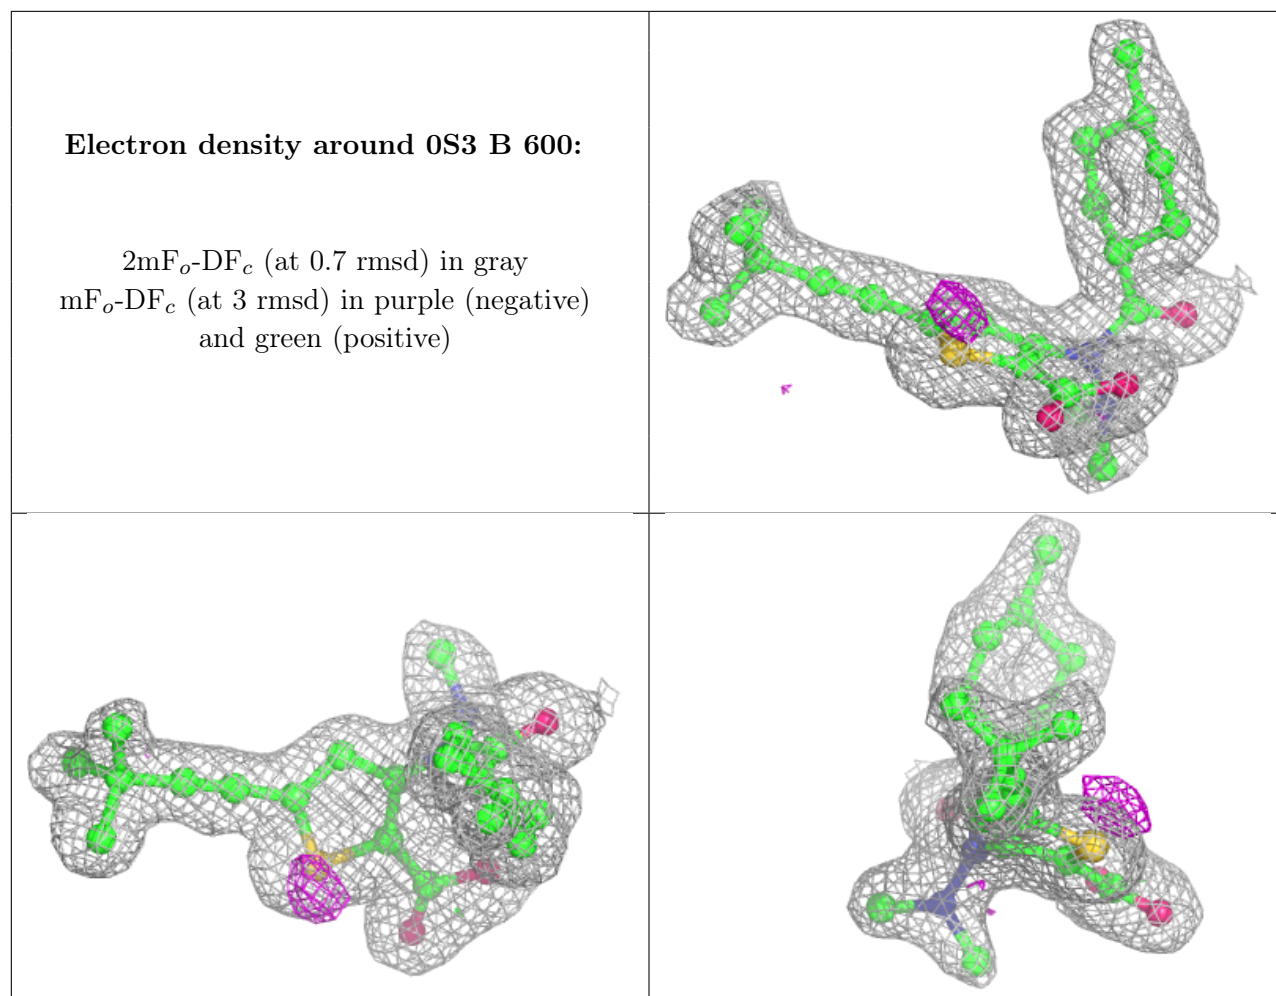 Electron density around 0S3 B 600:
2mFo-DFc (at 0.7 rmsd) in gray
mFo-DFc (at 3 rmsd) in purple (negative)
and green (positive)